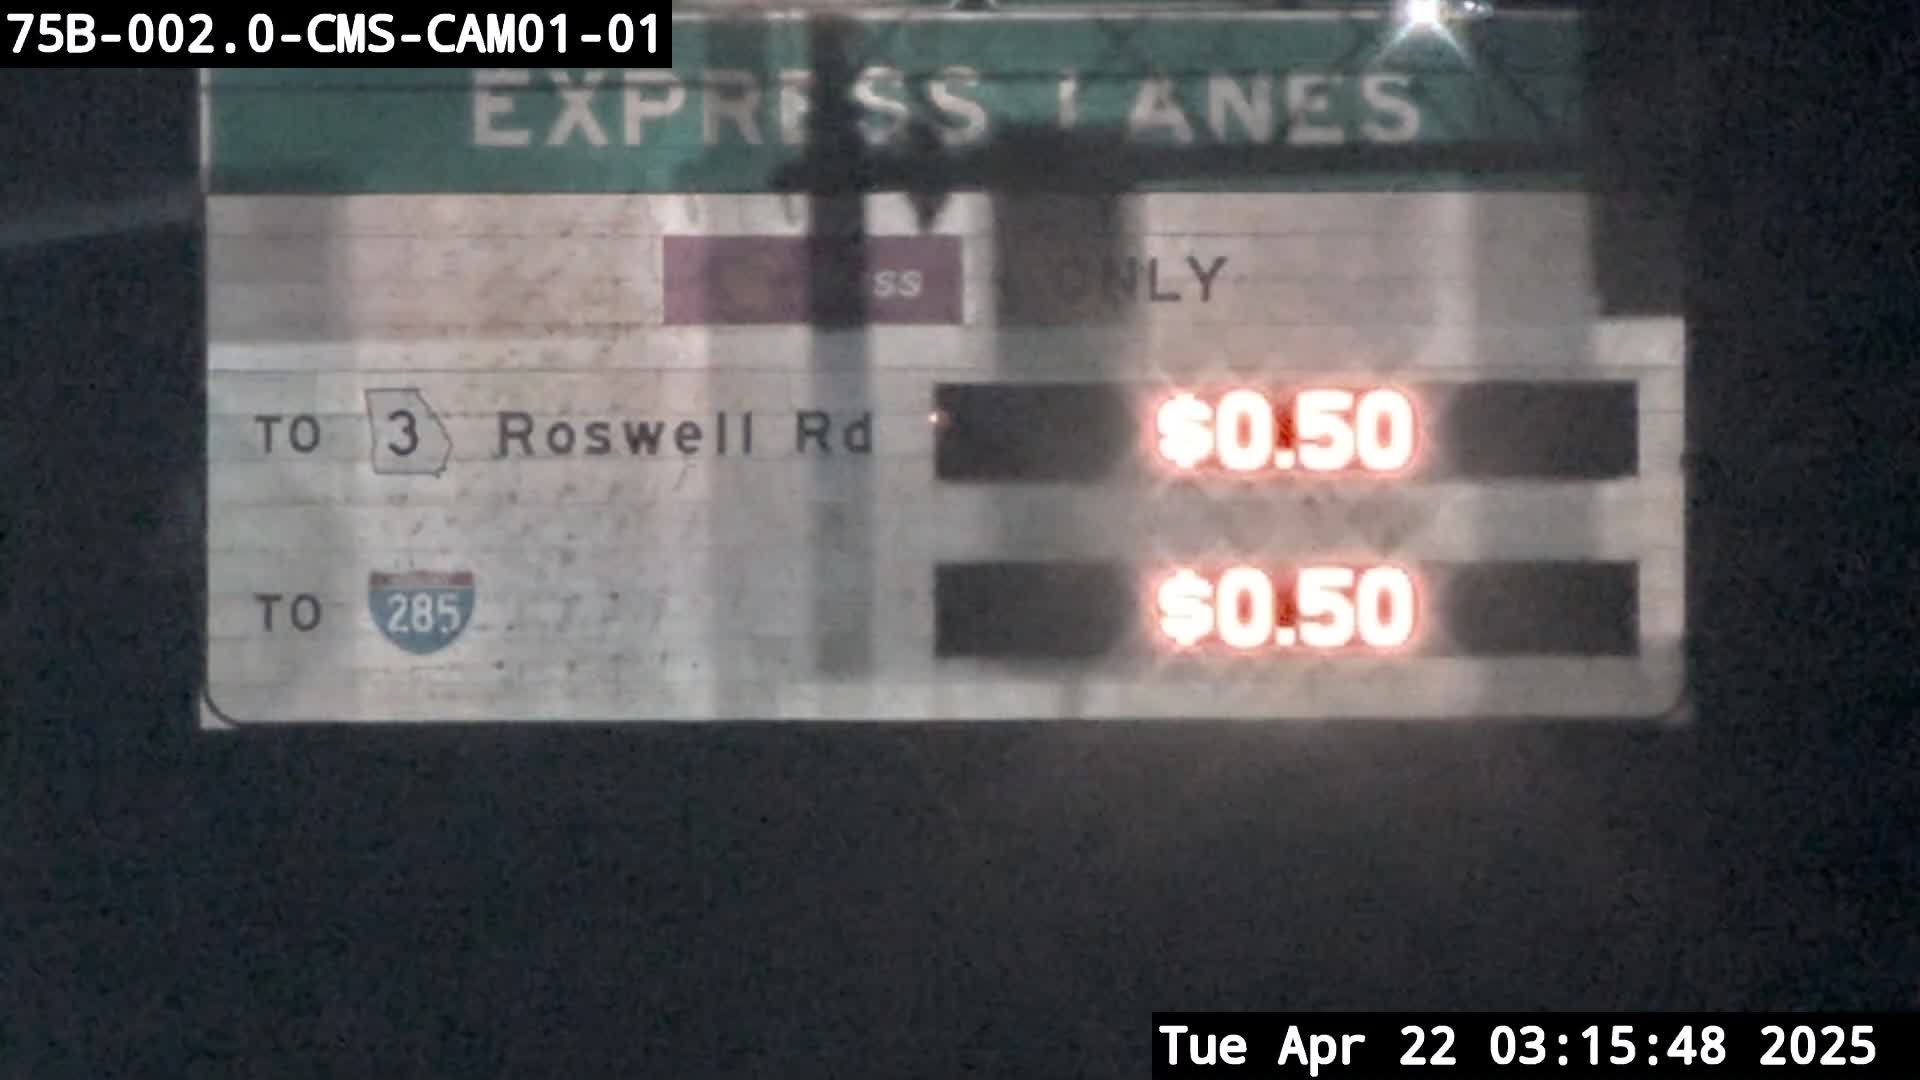 75B-002.0-CMS-CAM01-01
EXPRESS LANES
ONLY
TO 3 Roswell Rd $0.50
TO 285 $0.50
Tue Apr 22 03:15:48 2025